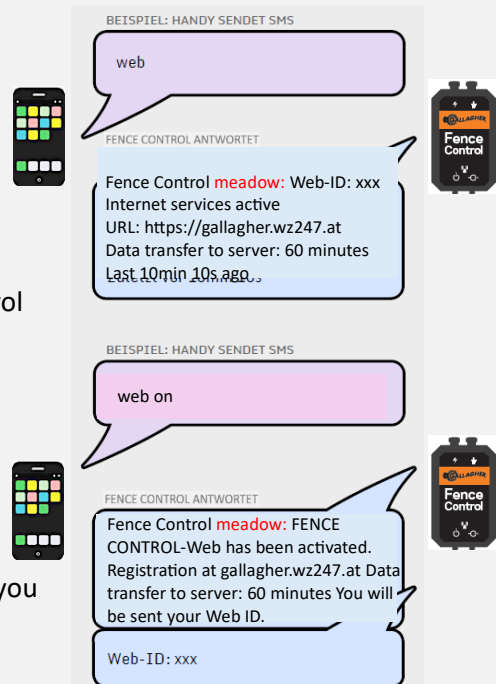 BEISPIEL: HANDY SENDET SMS
web
GALLAGHER
Fence
Control
FENCE CONTROL ANTWORTET
Fence Control meadow: Web-ID: xxx
Internet services active
URL: https://gallagher.wz247.at
Data transfer to server: 60 minutes
Last 10min 10s ago
rol
BEISPIEL: HANDY SENDET SMS
web on
GALLAGHER
Fence
Control
FENCE CONTROL ANTWORTET
Fence Control meadow: FENCE
CONTROL-Web has been activated.
Registration at gallagher.wz247.at Data
transfer to server: 60 minutes You will
be sent your Web ID.
you
Web-ID: xxx